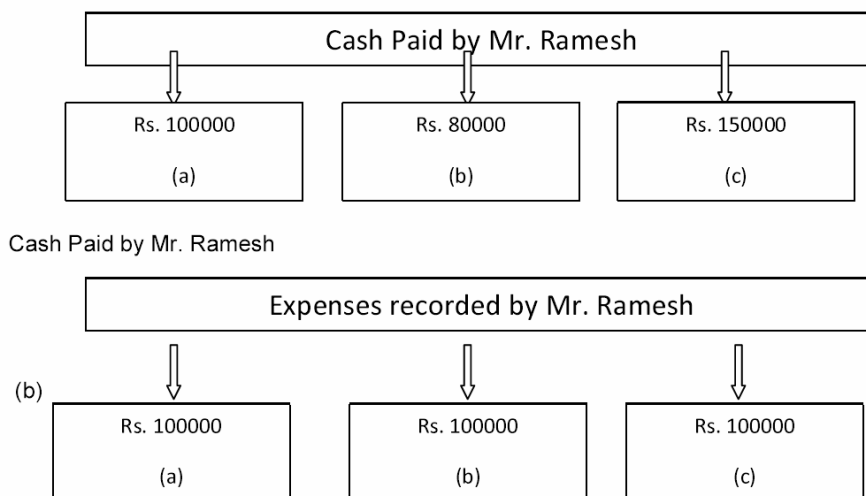 Cash Paid by Mr. Ramesh
Rs. 100000 Rs. 80000 Rs. 150000
(a) (b) (c)
Cash Paid by Mr. Ramesh
Expenses recorded by Mr. Ramesh
(b)
Rs. 100000 Rs. 100000 Rs. 100000
(a) (b) (c)